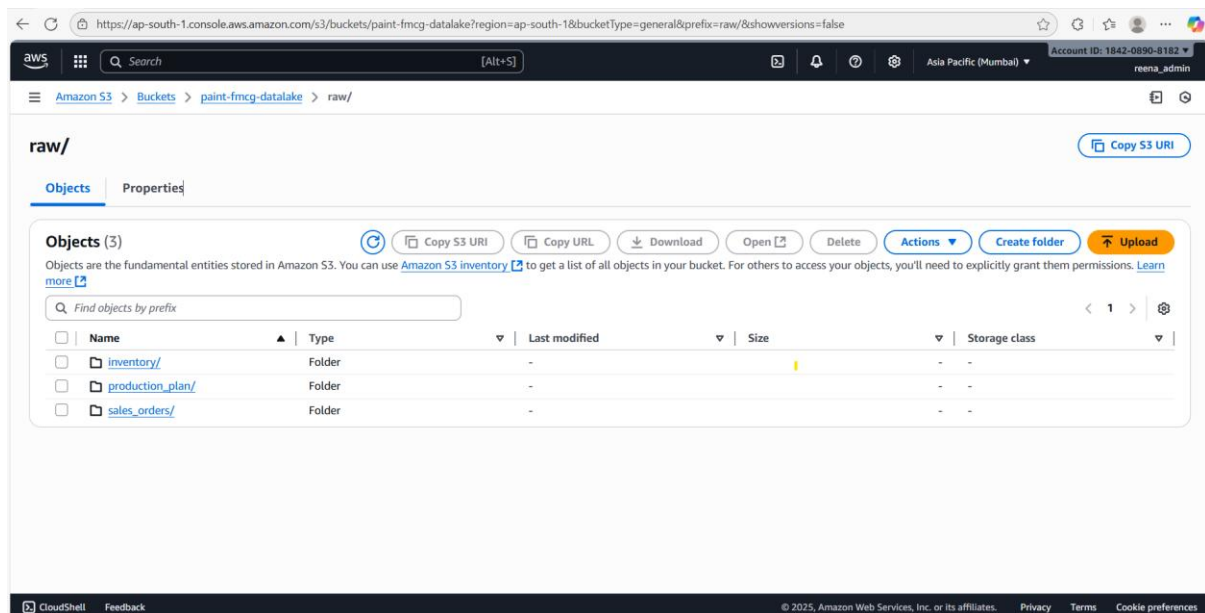 https://ap-south-1.console.aws.amazon.com/s3/buckets/paint-fmcg-datalake?region=ap-south-1&bucketType=general&prefix=raw/&showversions=false
aws Search [Alt+S] Asia Pacific (Mumbai) ▼ Account ID: 1842-0890-8182 ▼
reena_admin
Amazon S3 > Buckets > paint-fmcg-datalake > raw/
raw/ Copy S3 URI
Objects Properties
Objects (3) Copy S3 URI Copy URL Download Open Delete Actions ▼ Create folder Upload
Objects are the fundamental entities stored in Amazon S3. You can use Amazon S3 inventory to get a list of all objects in your bucket. For others to access your objects, you'll need to explicitly grant them permissions. Learn
more
Find objects by prefix < 1 >
Name ▲ Type Last modified Size Storage class
inventory/ Folder - - -
production_plan/ Folder - - -
sales_orders/ Folder - - -
CloudShell Feedback © 2025, Amazon Web Services, Inc. or its affiliates. Privacy Terms Cookie preferences